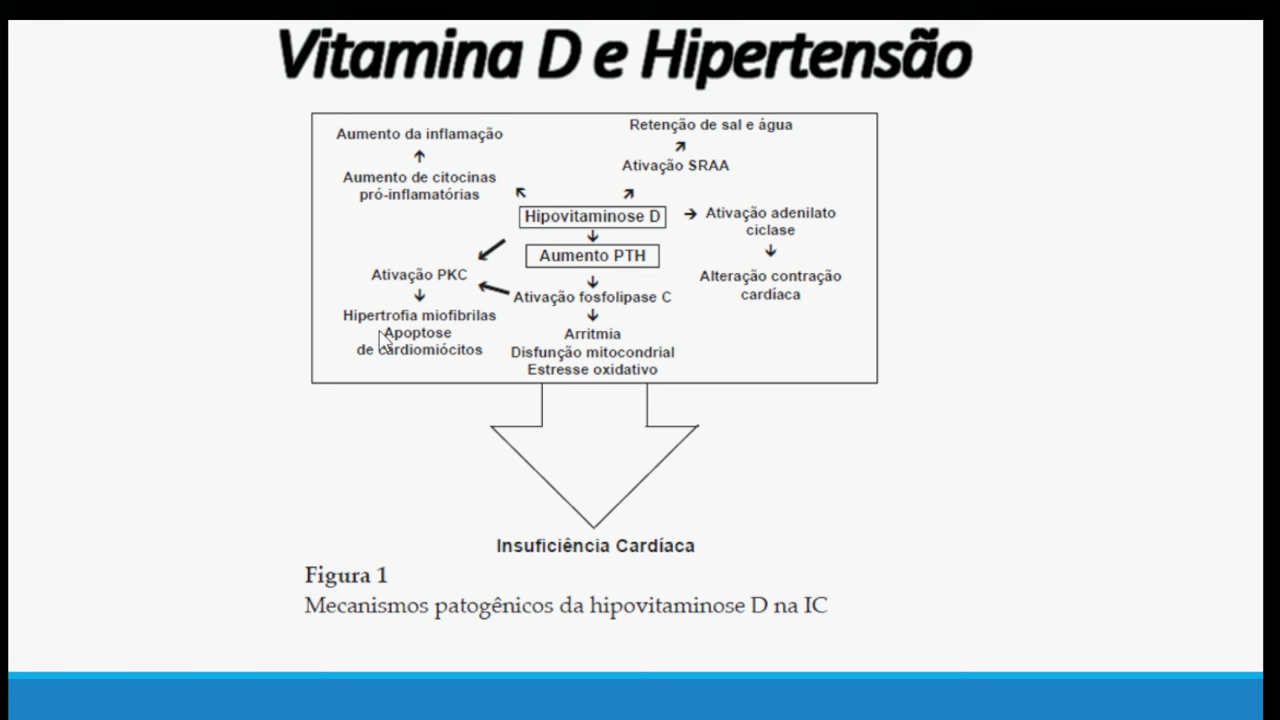 Vitamina D e Hipertensão
Aumento da inflamação
Aumento de citocinas
pró-inflamatórias
Retenção de sal e água
Ativação SRAA
Hipovitaminose D
Aumento PTH
Ativação adenilato
ciclase
Alteração contração
cardíaca
Ativação PKC
Hipertrofia miofibrilas
Apoptose
de cardiomiócitos
Ativação fosfolipase C
Arritmia
Disfunção mitocondrial
Estresse oxidativo
Insuficiência Cardíaca
Figura 1
Mecanismos patogênicos da hipovitaminose D na IC